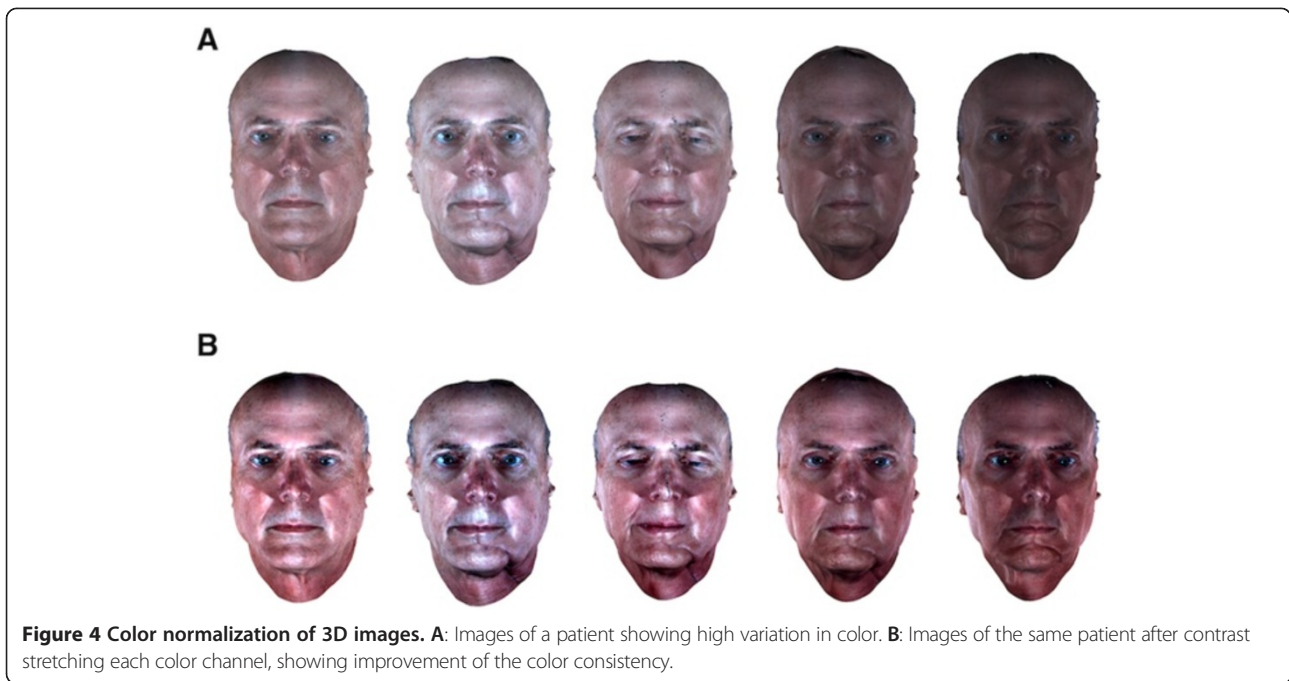 A
B
Figure 4 Color normalization of 3D images. A: Images of a patient showing high variation in color. B: Images of the same patient after contrast
stretching each color channel, showing improvement of the color consistency.